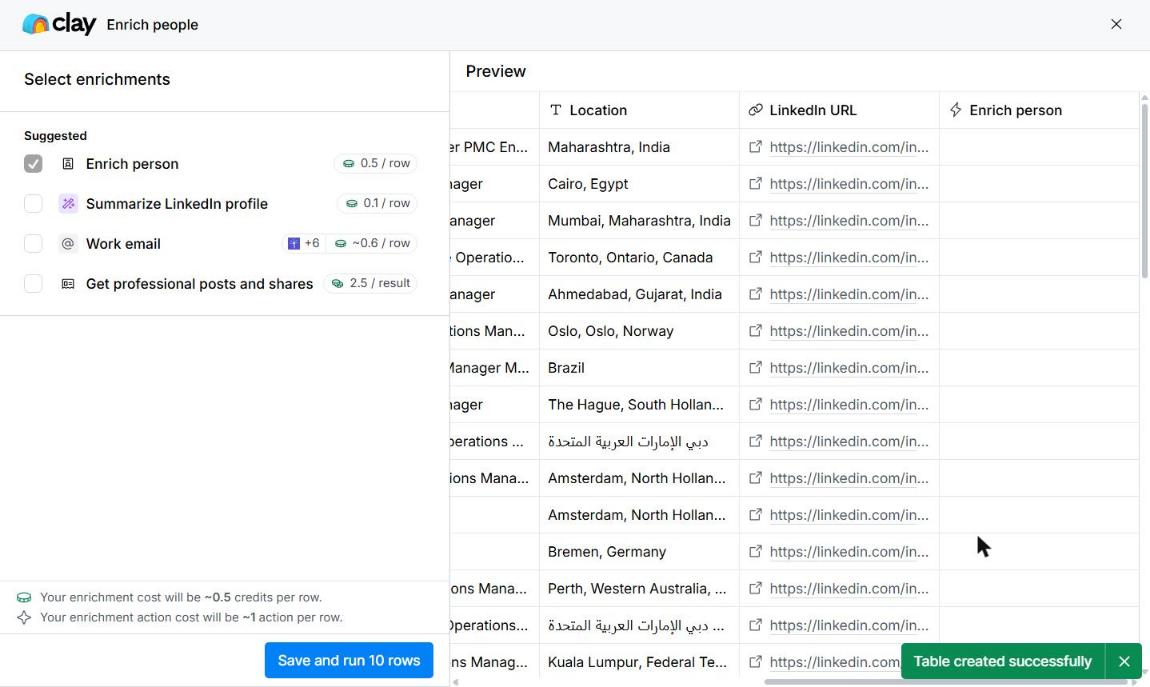 clay Enrich people
Select enrichments
Suggested
Enrich person 0.5 / row
Summarize LinkedIn profile 0.1 / row
Work email +6 ~0.6 / row
Get professional posts and shares 2.5 / result
Your enrichment cost will be ~0.5 credits per row.
Your enrichment action cost will be ~1 action per row.
Save and run 10 rows
Preview
Location LinkedIn URL Enrich person
er PMC En... Maharashtra, India https://linkedin.com/in...
nager Cairo, Egypt https://linkedin.com/in...
anager Mumbai, Maharashtra, India https://linkedin.com/in...
Operatio... Toronto, Ontario, Canada https://linkedin.com/in...
anager Ahmedabad, Gujarat, India https://linkedin.com/in...
tions Man... Oslo, Oslo, Norway https://linkedin.com/in...
Manager M... Brazil https://linkedin.com/in...
nager The Hague, South Hollan... https://linkedin.com/in...
perations ... دبي الإمارات العربية المتحدة https://linkedin.com/in...
ions Mana... Amsterdam, North Hollan... https://linkedin.com/in...
Amsterdam, North Hollan... https://linkedin.com/in...
Bremen, Germany https://linkedin.com/in...
ons Mana... Perth, Western Australia, ... https://linkedin.com/in...
Operations... دبي الإمارات العربية المتحدة ... https://linkedin.com/in...
ns Manag... Kuala Lumpur, Federal Te... https://linkedin.com
Table created successfully